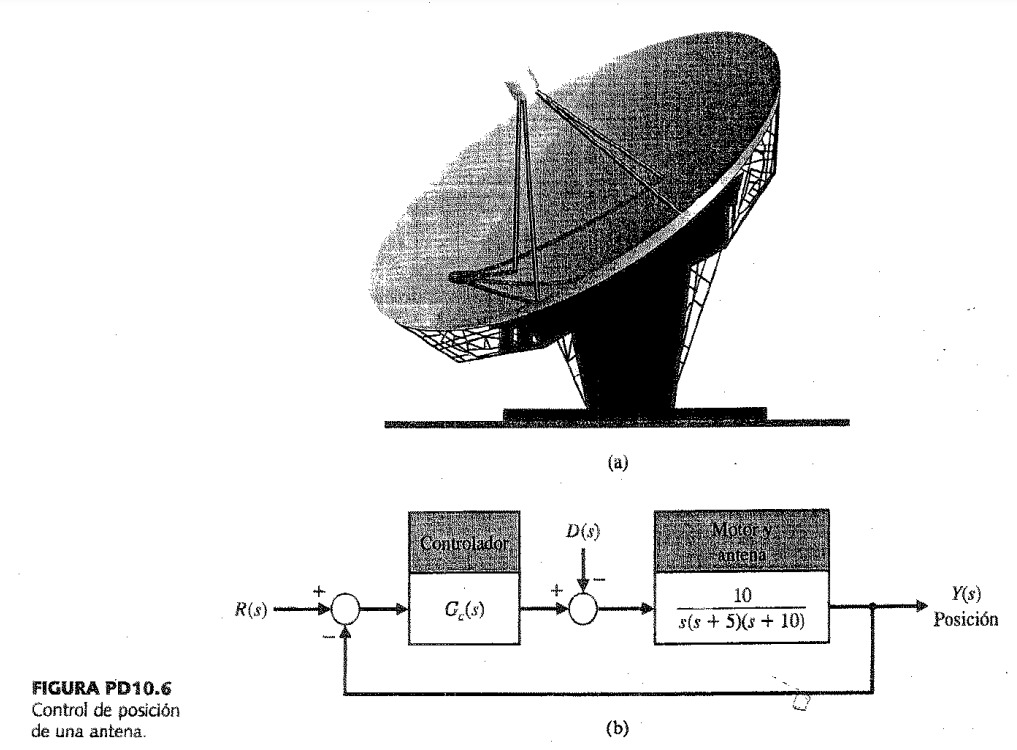 (a)
Controlador
D(s)
Motor y
antena
+
+
−
R(s)
G_c(s)
10
s(s + 5)(s + 10)
Y(s)
Posición
−
FIGURA PD10.6
Control de posición
de una antena.
(b)